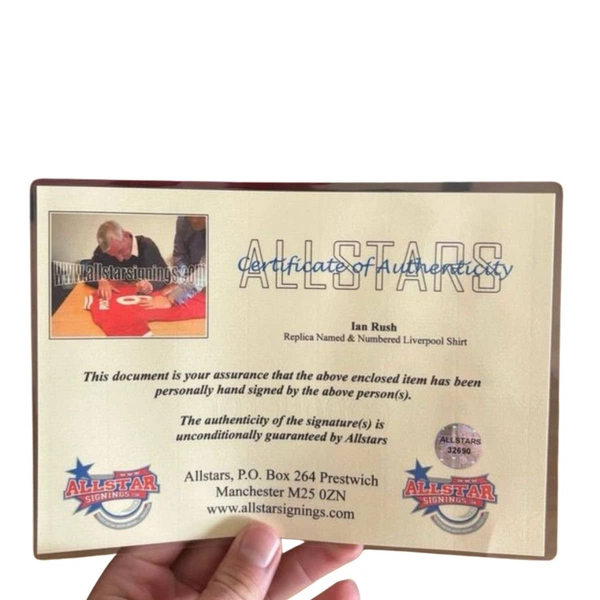 www.allstarsignings.com
9
ALLSTARS
Certificate of Authenticity
Ian Rush
Replica Named & Numbered Liverpool Shirt
This document is your assurance that the above enclosed item has been
personally hand signed by the above person(s).
The authenticity of the signature(s) is
unconditionally guaranteed by Allstars
ALLSTARS
32690
Allstars, P.O. Box 264 Prestwich
Manchester M25 0ZN
www.allstarsignings.com
ALLSTAR
SIGNINGS
ALLSTAR
SIGNINGS